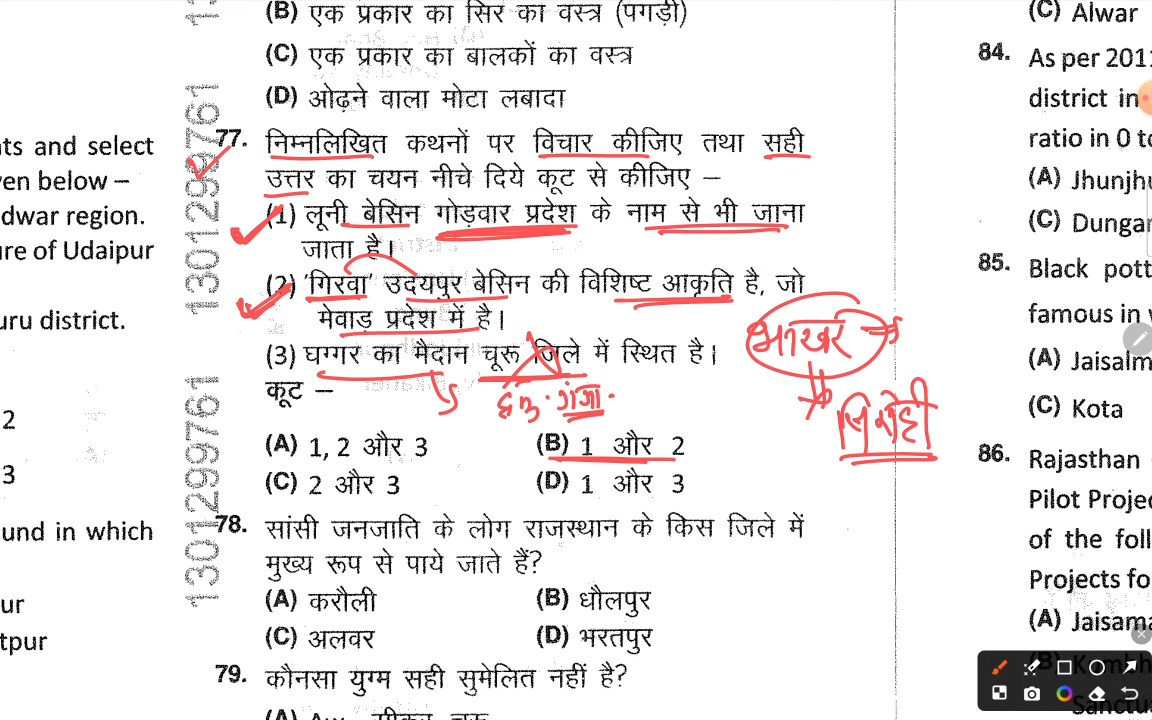 (B) एक प्रकार का सिर का वस्त्र (पगड़ी)
(C) एक प्रकार का बालकों का वस्त्र
(D) ओढ़ने वाला मोटा लबादा
77. निम्नलिखित कथनों पर विचार कीजिए तथा सही
उत्तर का चयन नीचे दिये कूट से कीजिए –
(1) लूनी बेसिन गोड़वार प्रदेश के नाम से भी जाना
जाता है।
(2) 'गिरवा' उदयपुर बेसिन की विशिष्ट आकृति है, जो
मेवाड़ प्रदेश में है।
(3) घग्गर का मैदान चूरू जिले में स्थित है।
कूट –
(A) 1, 2 और 3 (B) 1 और 2
(C) 2 और 3 (D) 1 और 3
78. सांसी जनजाति के लोग राजस्थान के किस जिले में
मुख्य रूप से पाये जाते हैं?
(A) करौली (B) धौलपुर
(C) अलवर (D) भरतपुर
79. कौनसा युग्म सही सुमेलित नहीं है?
भाखर
सिरोही
हनु. गंगा.
1301299761
1301299761
nts and select
ven below –
dwar region.
ure of Udaipur
uru district.
2
3
und in which
ur
tpur
(C) Alwar
84. As per 2011
district in
ratio in 0 to
(A) Jhunjhu
(C) Dungar
85. Black pott
famous in
(A) Jaisalm
(C) Kota
86. Rajasthan
Pilot Projec
of the foll
Projects fo
(A) Jaisama